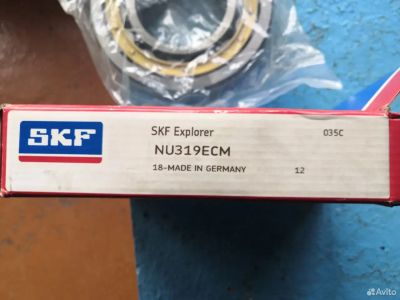 SKF
SKF Explorer 035C
NU319ECM
18-MADE IN GERMANY 12
Avito